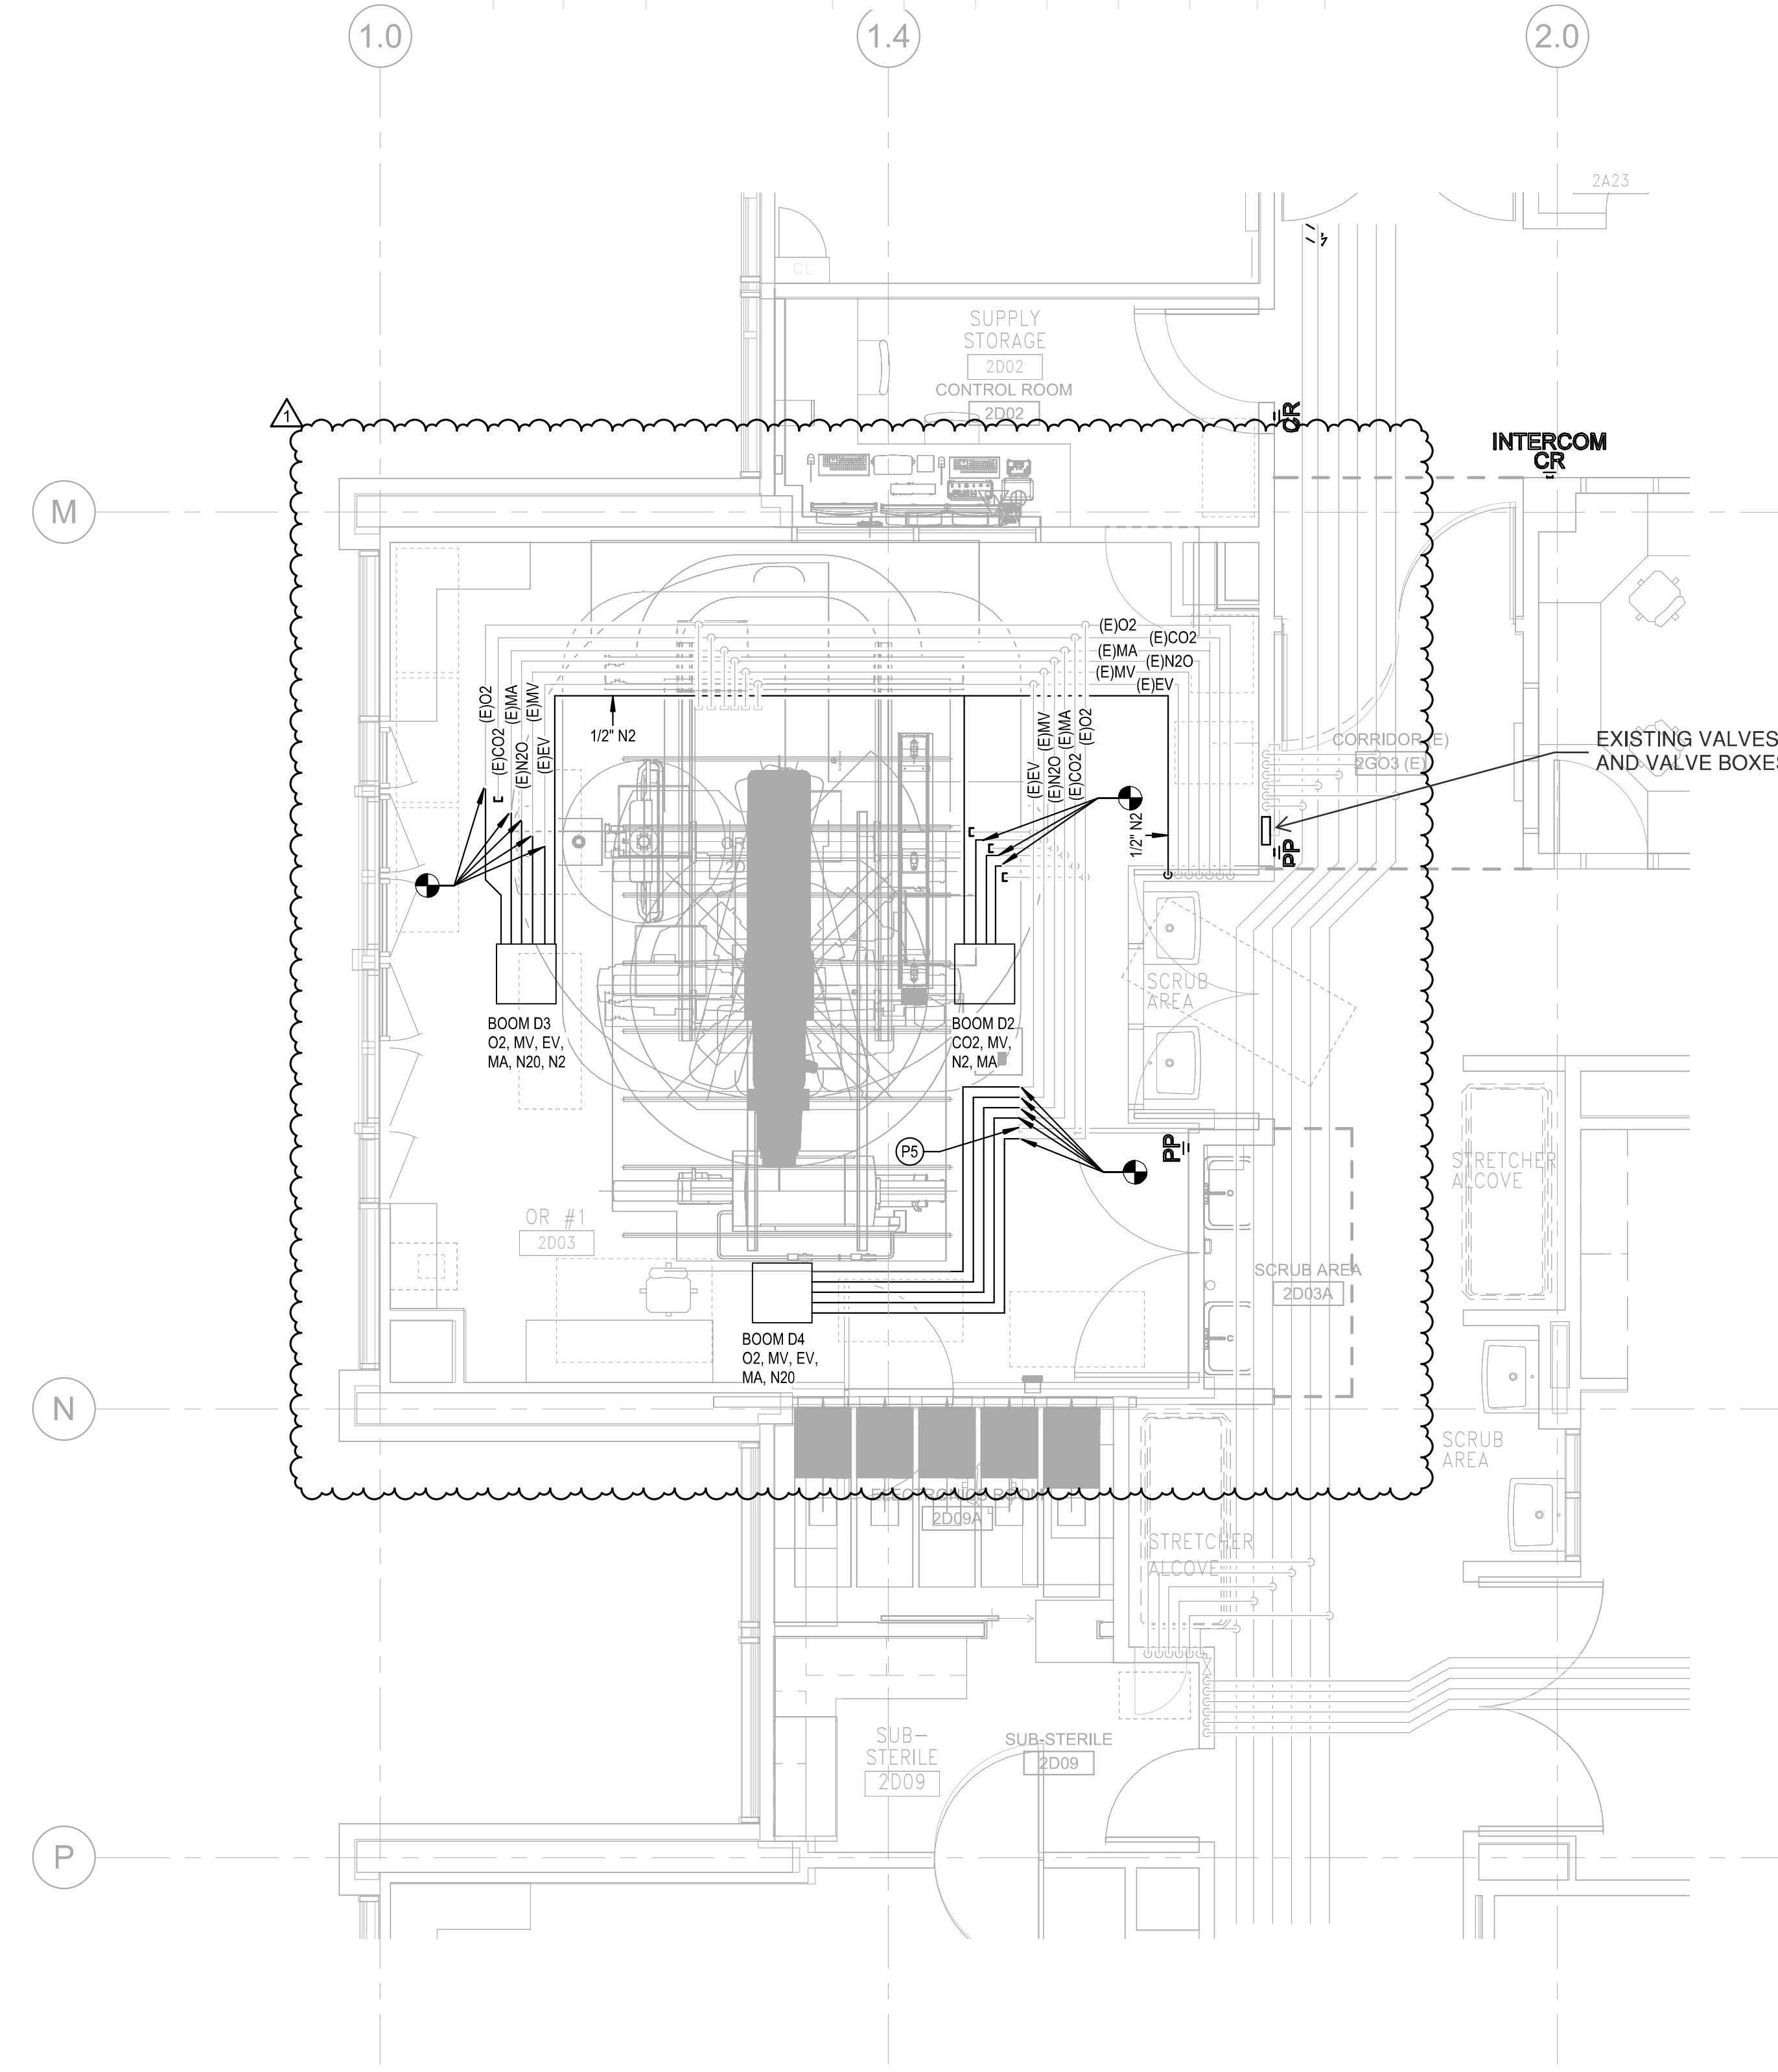 1.0
1.4
2.0
2A23
CL
SUPPLY
STORAGE
2D02
CONTROL ROOM
2D02
CR
1
INTERCOM
CR
M
(E)O2
(E)CO2
(E)MA
(E)N2O
(E)MV
(E)EV
(E)O2
(E)CO2
(E)MA
(E)N2O
(E)MV
(E)EV
1/2" N2
(E)EV
(E)MV
(E)N2O
(E)MA
(E)CO2
(E)O2
1/2" N2
CORRIDOR (E)
2GO3 (E)
EXISTING VALVES
AND VALVE BOXES
PP
SCRUB
AREA
BOOM D3
O2, MV, EV,
MA, N20, N2
BOOM D2
CO2, MV,
N2, MA
P5
PP
STRETCHER
ALCOVE
OR #1
2D03
SCRUB AREA
2D03A
BOOM D4
O2, MV, EV,
MA, N20
N
SCRUB
AREA
ELECTRONICS ROOM
2D09A
STRETCHER
ALCOVE
SUB-
STERILE
2D09
SUB-STERILE
2D09
P